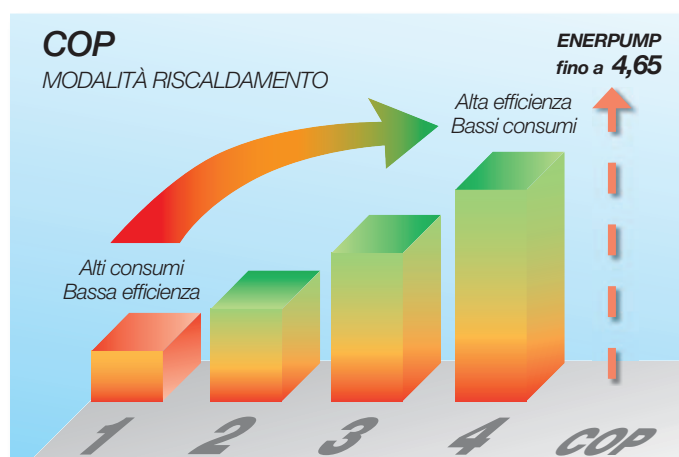 COP
MODALITÀ RISCALDAMENTO
ENERPUMP
fino a 4,65
Alta efficienza
Bassi consumi
Alti consumi
Bassa efficienza
1 2 3 4 COP